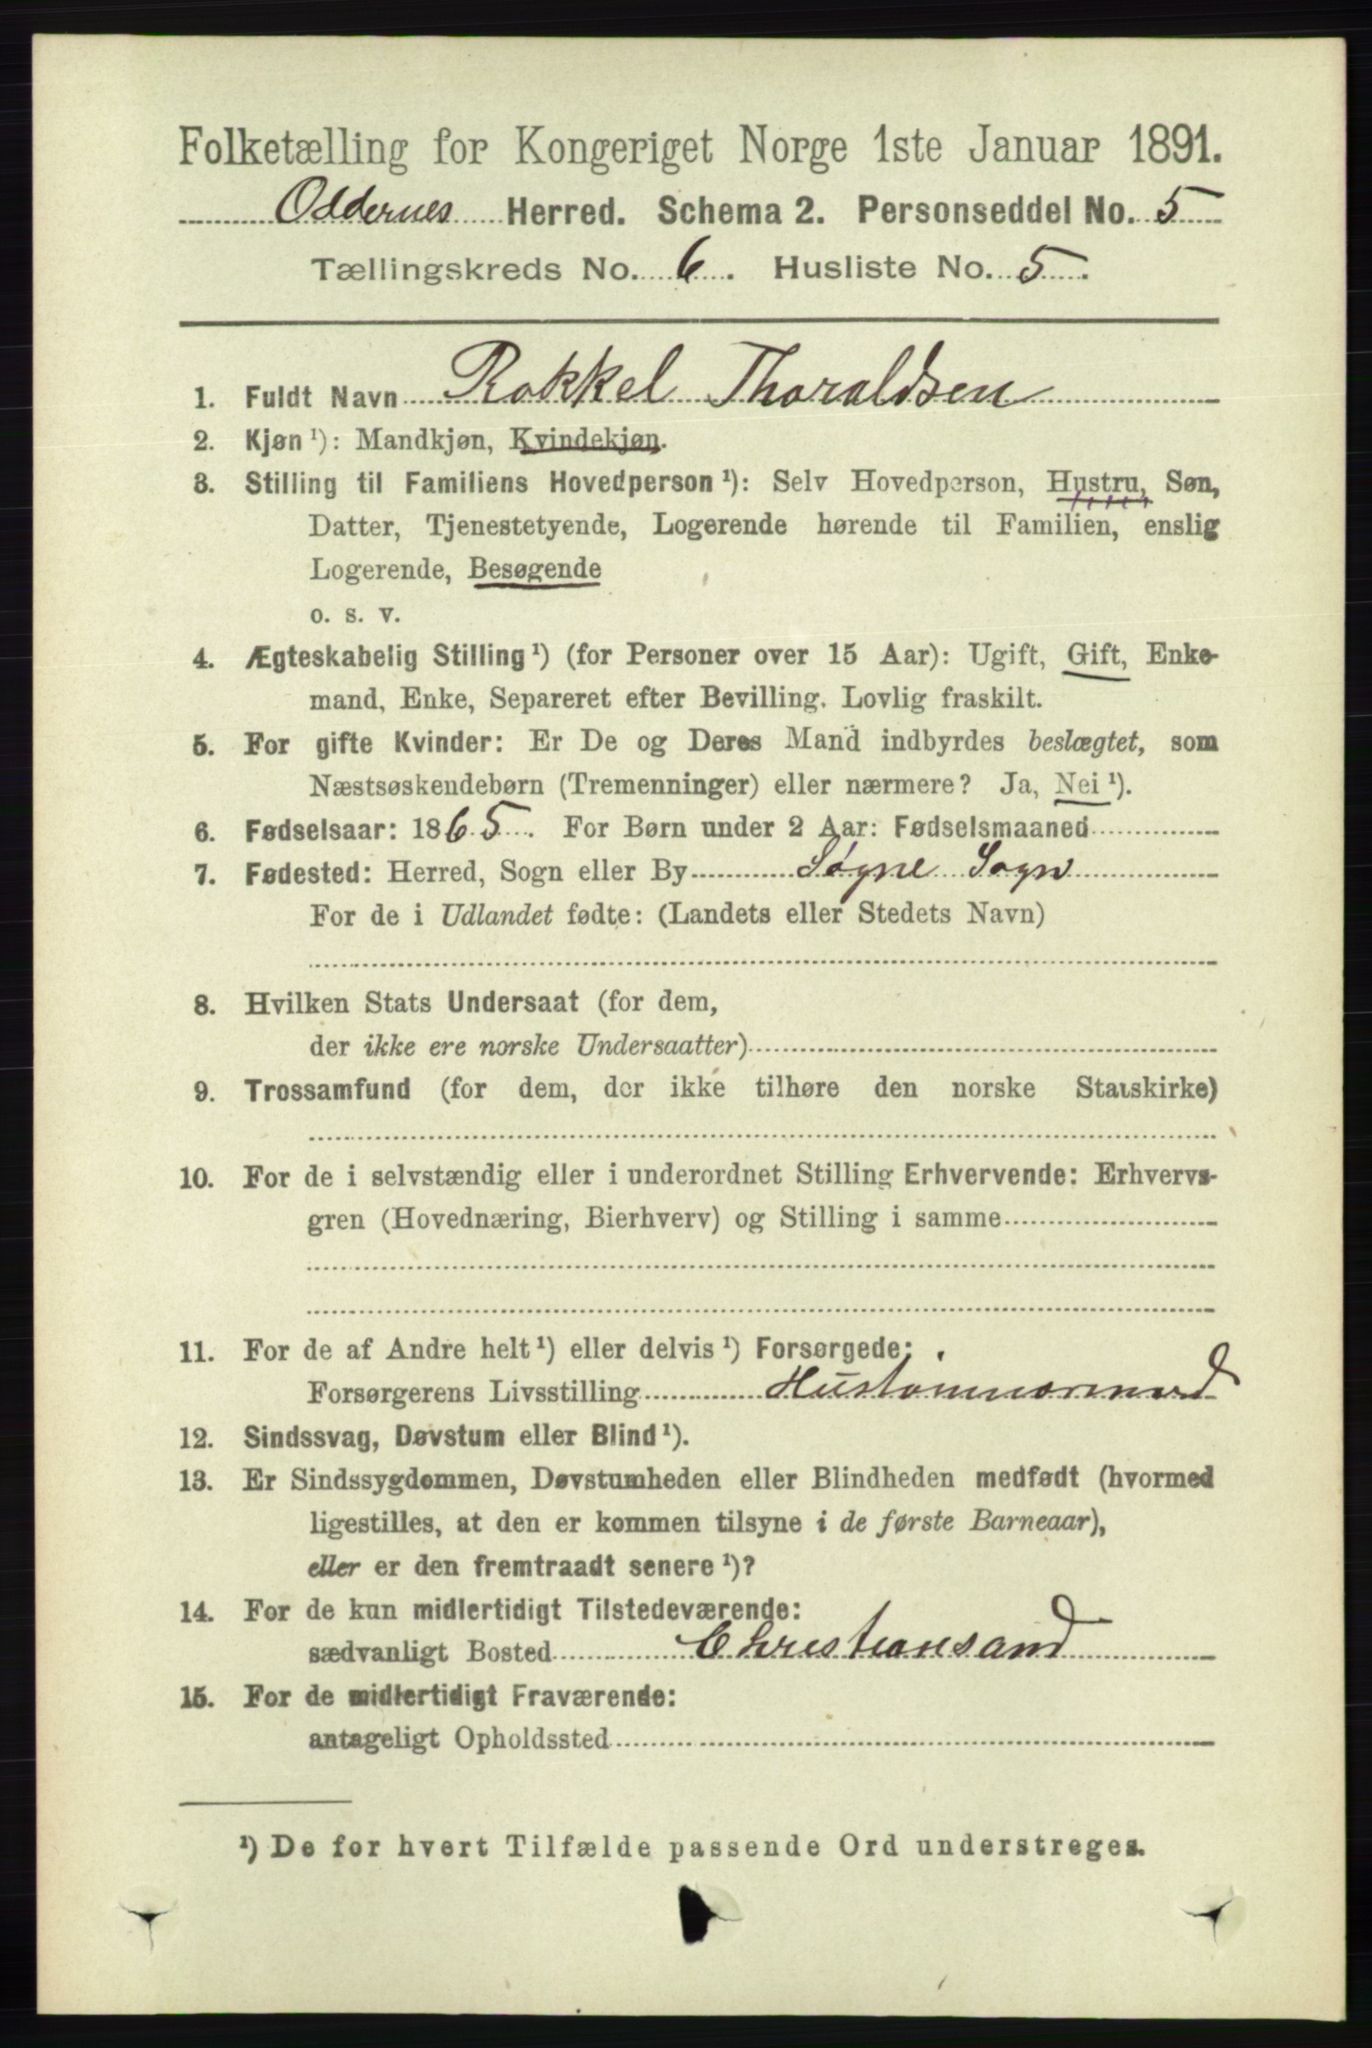 Folketælling for Kongeriget Norge 1ste Januar 1891.
Oddernes Herred. Schema 2. Personseddel No. 5
Tællingskreds No. 6. Husliste No. 5.
1. Fuldt Navn Rakkel Tharaldsen
2. Kjøn ¹): Mandkjøn, Kvindekjøn.
3. Stilling til Familiens Hovedperson ¹): Selv Hovedperson, Hustru, Søn,
Datter, Tjenestetyende, Logerende hørende til Familien, enslig
Logerende, Besøgende
o. s. v.
4. Ægteskabelig Stilling ¹) (for Personer over 15 Aar): Ugift, Gift, Enke-
mand, Enke, Separeret efter Bevilling. Lovlig fraskilt.
5. For gifte Kvinder: Er De og Deres Mand indbyrdes beslægtet, som
Næstsøskendebørn (Tremenninger) eller nærmere? Ja, Nei ¹).
6. Fødselsaar: 1865. For Børn under 2 Aar: Fødselsmaaned
7. Fødested: Herred, Sogn eller By Søgne Sogn
For de i Udlandet fødte: (Landets eller Stedets Navn)
8. Hvilken Stats Undersaat (for dem,
der ikke ere norske Undersaatter)
9. Trossamfund (for dem, der ikke tilhøre den norske Statskirke)
10. For de i selvstændig eller i underordnet Stilling Erhvervende: Erhvervs-
gren (Hovednæring, Bierhverv) og Stilling i samme
11. For de af Andre helt ¹) eller delvis ¹) Forsørgede:
Forsørgerens Livsstilling Hustømmermand
12. Sindssvag, Døvstum eller Blind ¹).
13. Er Sindssygdommen, Døvstumheden eller Blindheden medfødt (hvormed
ligestilles, at den er kommen tilsyne i de første Barneaar),
eller er den fremtraadt senere ¹)?
14. For de kun midlertidigt Tilstedeværende:
sædvanligt Bosted Christiansand
15. For de midlertidigt Fraværende:
antageligt Opholdssted
¹) De for hvert Tilfælde passende Ord understreges.